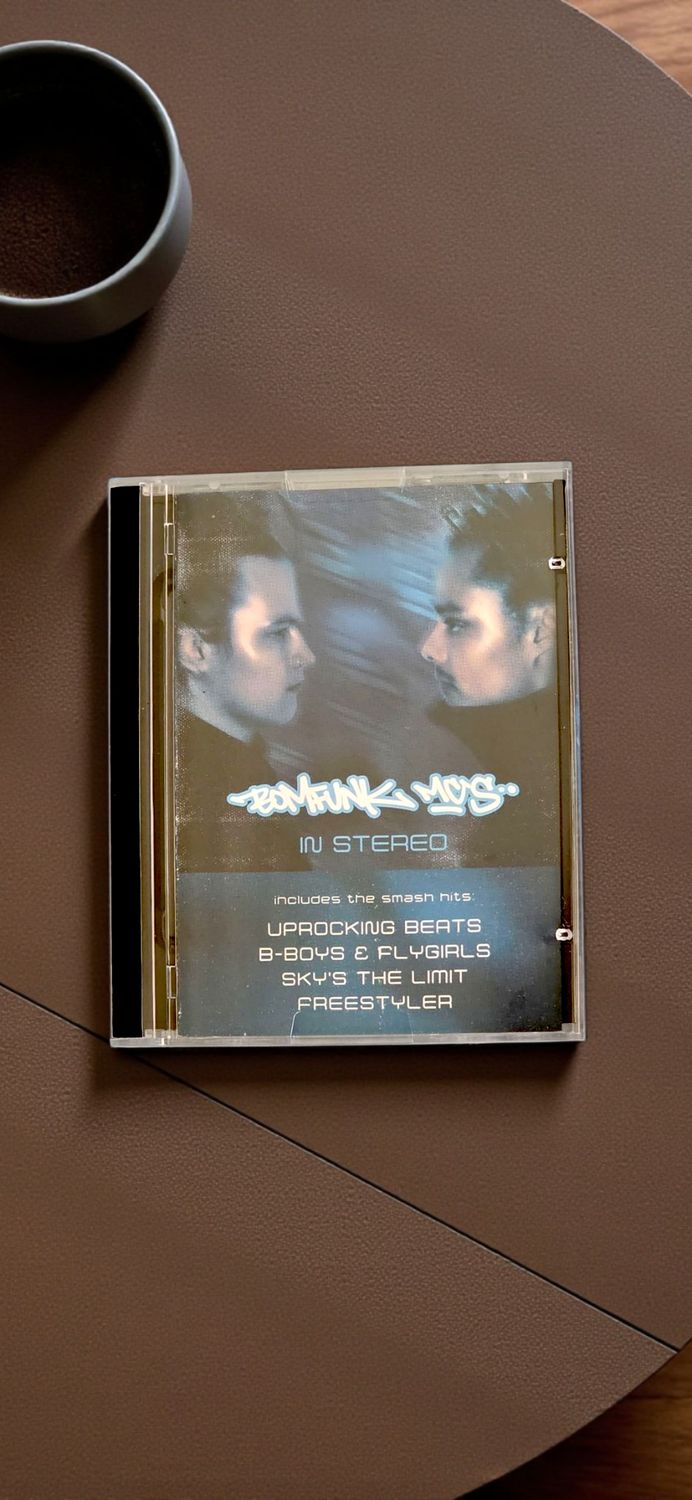 BOMFUNK MC'S
IN STEREO
includes the smash hits:
UPROCKING BEATS
B-BOYS & FLYGIRLS
SKY'S THE LIMIT
FREESTYLER